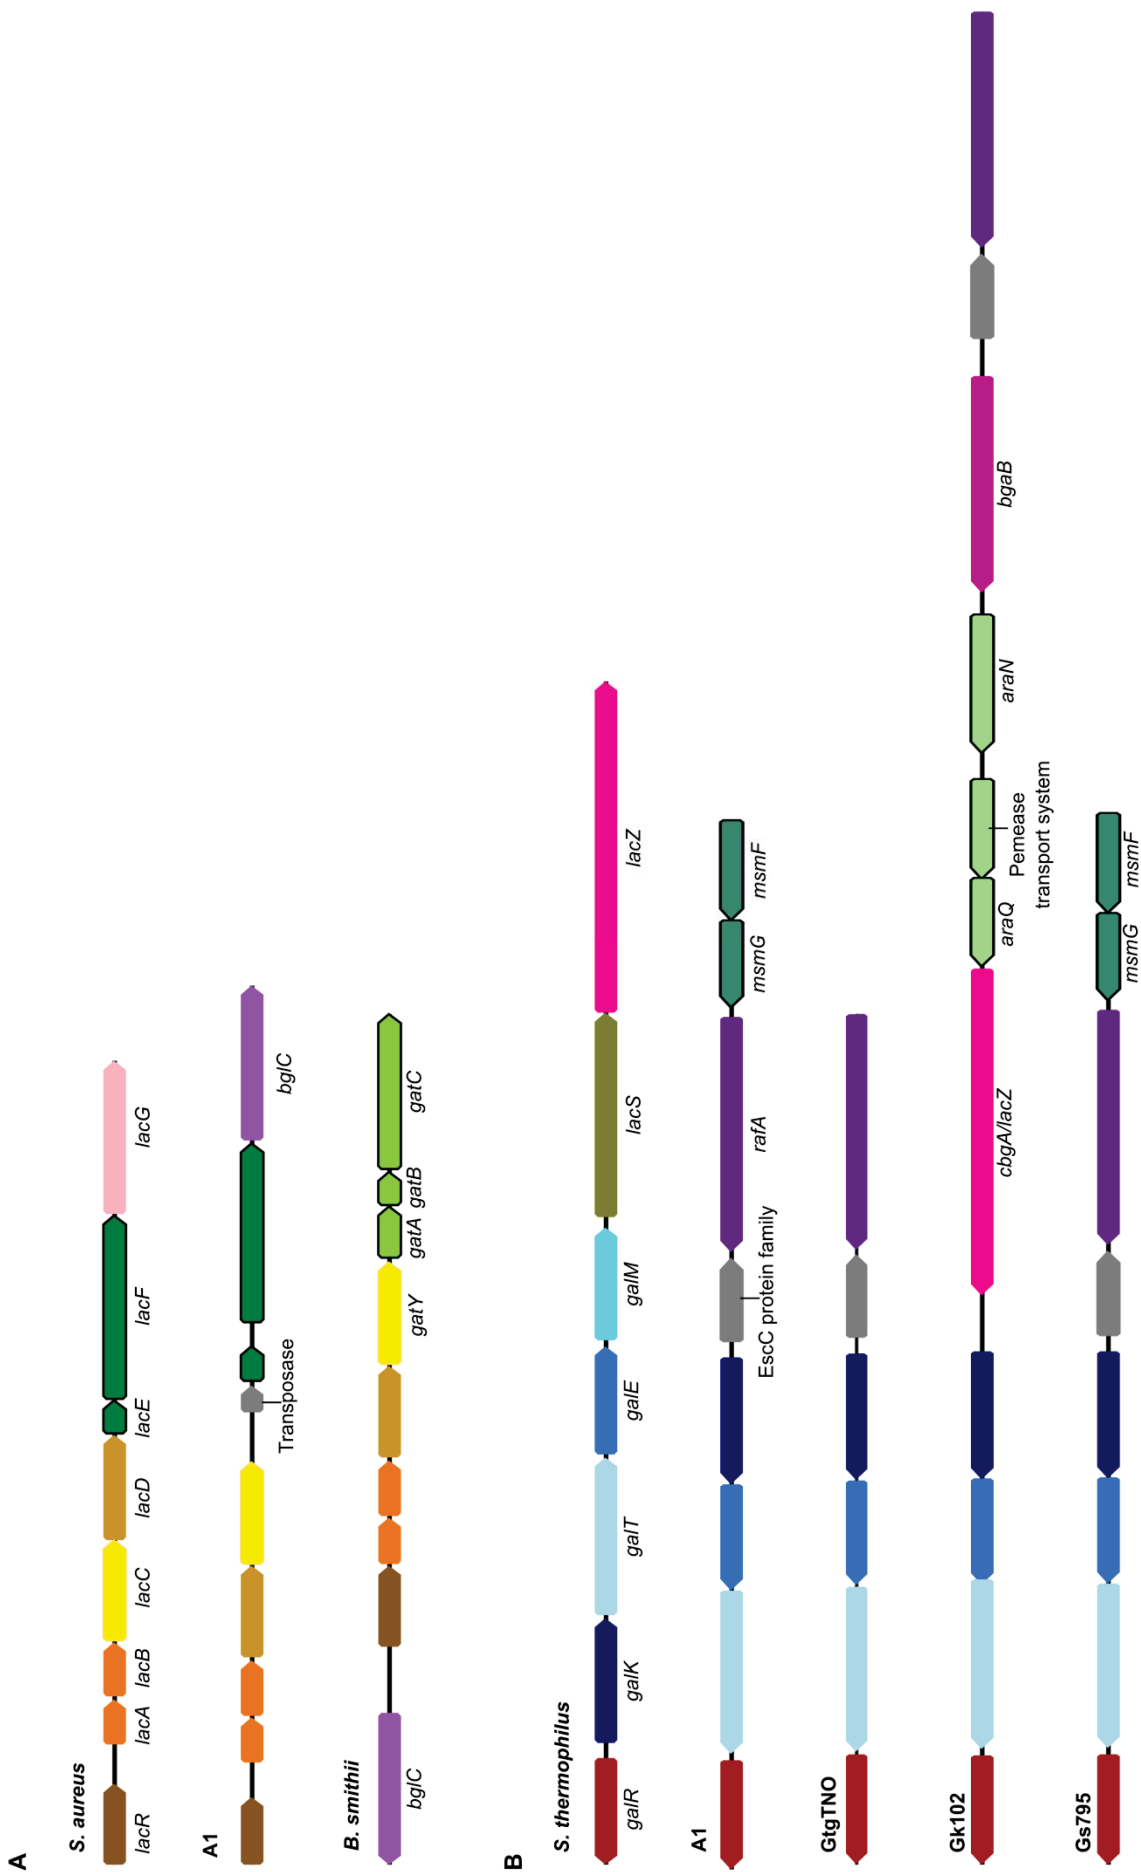 A
S. aureus
lacR lacA lacB lacC lacD lacE lacF lacG
A1
Transposase bglC
B. smithii
bglC gatY gatA gatB gatC
B
S. thermophilus
galR galK galT galE galM lacS lacZ
A1
EscC protein family rafA msmG msmF
GtgTNO
Gk102
cbgA/lacZ araQ Pemease
transport system araN bgaB
Gs795
msmG msmF